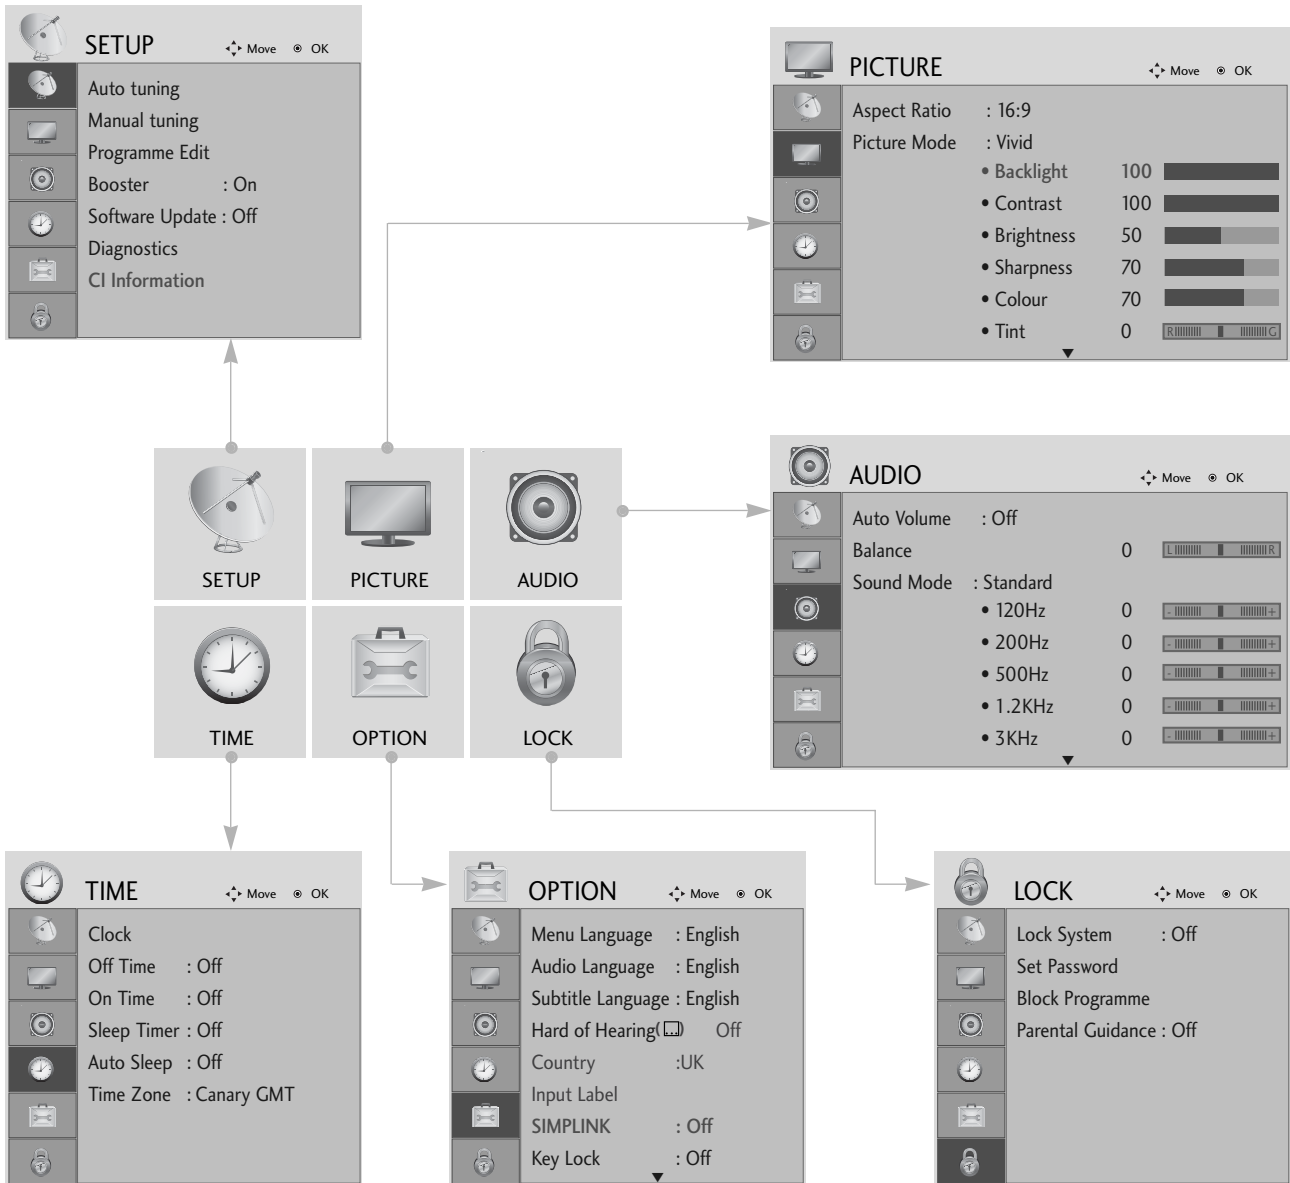 SETUP
Move OK
Auto tuning
Manual tuning
Programme Edit
Booster : On
Software Update : Off
Diagnostics
CI Information
PICTURE
Move OK
Aspect Ratio : 16:9
Picture Mode : Vivid
• Backlight 100
• Contrast 100
• Brightness 50
• Sharpness 70
• Colour 70
• Tint 0 R G
SETUP PICTURE AUDIO
TIME OPTION LOCK
AUDIO
Move OK
Auto Volume : Off
Balance 0 L R
Sound Mode : Standard
• 120Hz 0 - +
• 200Hz 0 - +
• 500Hz 0 - +
• 1.2KHz 0 - +
• 3KHz 0 - +
TIME
Move OK
Clock
Off Time : Off
On Time : Off
Sleep Timer : Off
Auto Sleep : Off
Time Zone : Canary GMT
OPTION
Move OK
Menu Language : English
Audio Language : English
Subtitle Language : English
Hard of Hearing( ) Off
Country :UK
Input Label
SIMPLINK : Off
Key Lock : Off
LOCK
Move OK
Lock System : Off
Set Password
Block Programme
Parental Guidance : Off